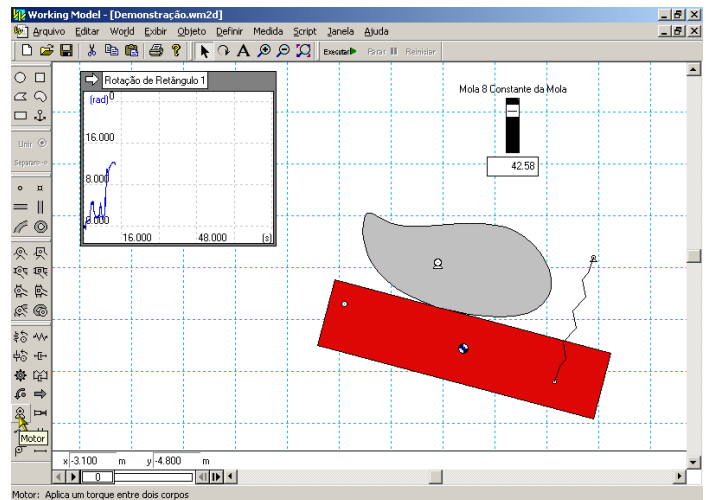 Working Model - [Demonstração.wm2d]
Arquivo Editar World Exibir Objeto Definir Medida Script Janela Ajuda
A Executar Parar Reiniciar
Unir
Separar
Rotação de Retângulo 1
(rad) 0
16.000
8.000
0.000
16.000 48.000 (s)
Mola 8 Constante da Mola
42.58
Motor
x -3.100 m y -4.800 m
0
Motor: Aplica um torque entre dois corpos